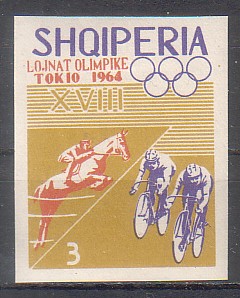 SHQIPERIA
LOJNAT OLIMPIKE
TOKIO 1964
XVIII
3